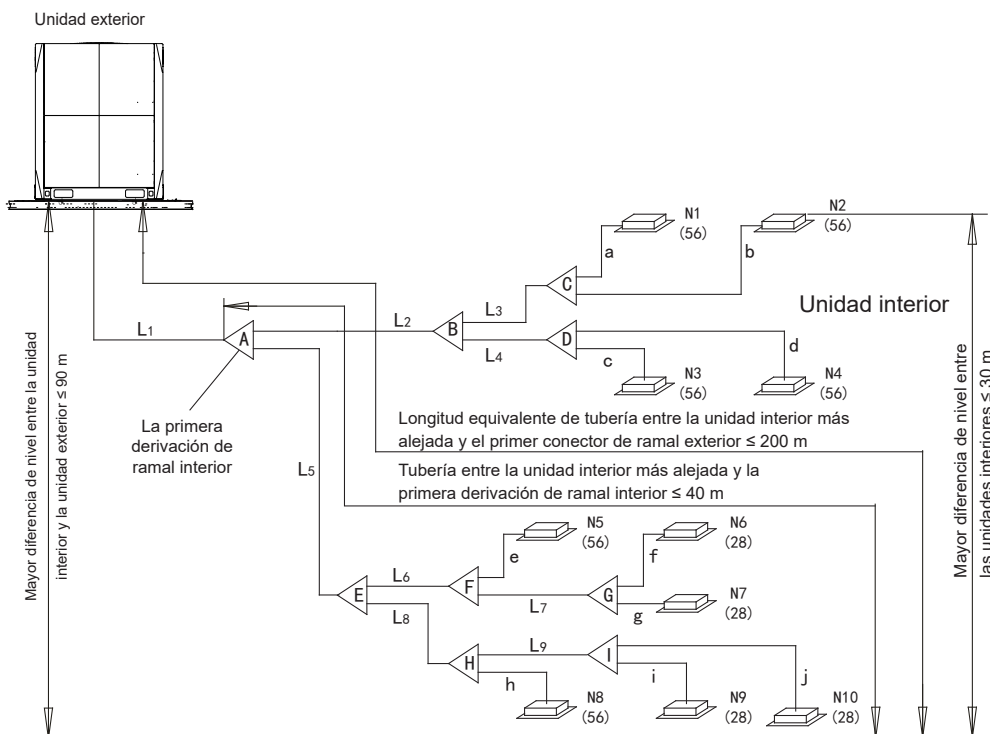 Unidad exterior
N1
(56)
N2
(56)
a
b
C
Unidad interior
L3
L2
B
L1
A
L4
D
d
c
N3
(56)
N4
(56)
La primera
derivación de
ramal interior
Longitud equivalente de tubería entre la unidad interior más
alejada y el primer conector de ramal exterior ≤ 200 m
Tubería entre la unidad interior más alejada y la
primera derivación de ramal interior ≤ 40 m
L5
Mayor diferencia de nivel entre la unidad
interior y la unidad exterior ≤ 90 m
Mayor diferencia de nivel entre
las unidades interiores ≤ 30 m
N5
(56)
N6
(28)
e
f
L6
F
E
L7
G
N7
(28)
g
L8
L9
I
H
h
i
j
N8
(56)
N9
(28)
N10
(28)